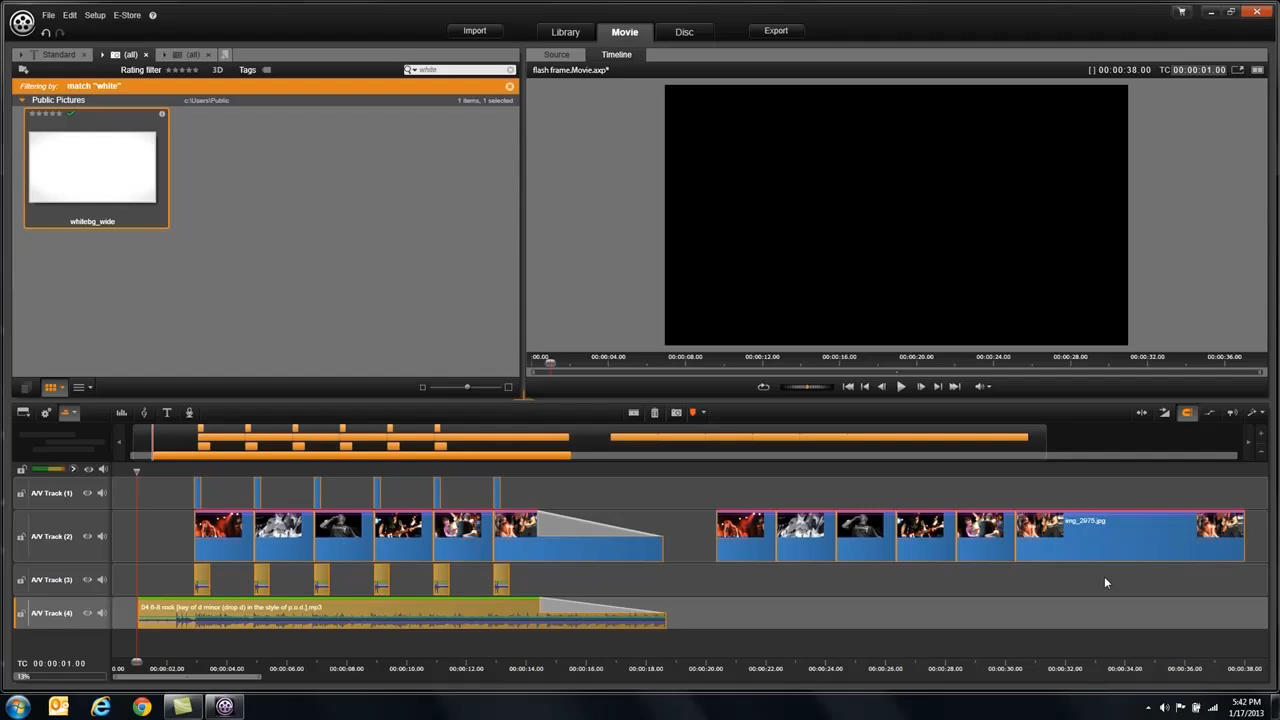 File Edit Setup E-Store ?
Import Library Movie Disc Export
Standard × (all) × (all) ×
Source Timeline
Rating filter 3D Tags white
flash frame.Movie.axp* [ ] 00:00:38.00 TC 00:00:01.00
Filtering by: match "white"
Public Pictures c:\Users\Public 1 items, 1 selected
whitebg_wide
:00.00 00:00:04.00 00:00:08.00 00:00:12.00 00:00:16.00 00:00:20.00 00:00:24.00 00:00:28.00 00:00:32.00 00:00:36.00
A/V Track (1)
img_2975.jpg
A/V Track (2)
A/V Track (3)
04 6-8 rock [key of d minor (drop d) in the style of p.o.d.].mp3
A/V Track (4)
TC 00:00:01.00
0.00 00:00:02.00 00:00:04.00 00:00:06.00 00:00:08.00 00:00:10.00 00:00:12.00 00:00:14.00 00:00:16.00 00:00:18.00 00:00:20.00 00:00:22.00 00:00:24.00 00:00:26.00 00:00:28.00 00:00:30.00 00:00:32.00 00:00:34.00 00:00:36.00 00:00:38.00
13%
5:42 PM
1/17/2013